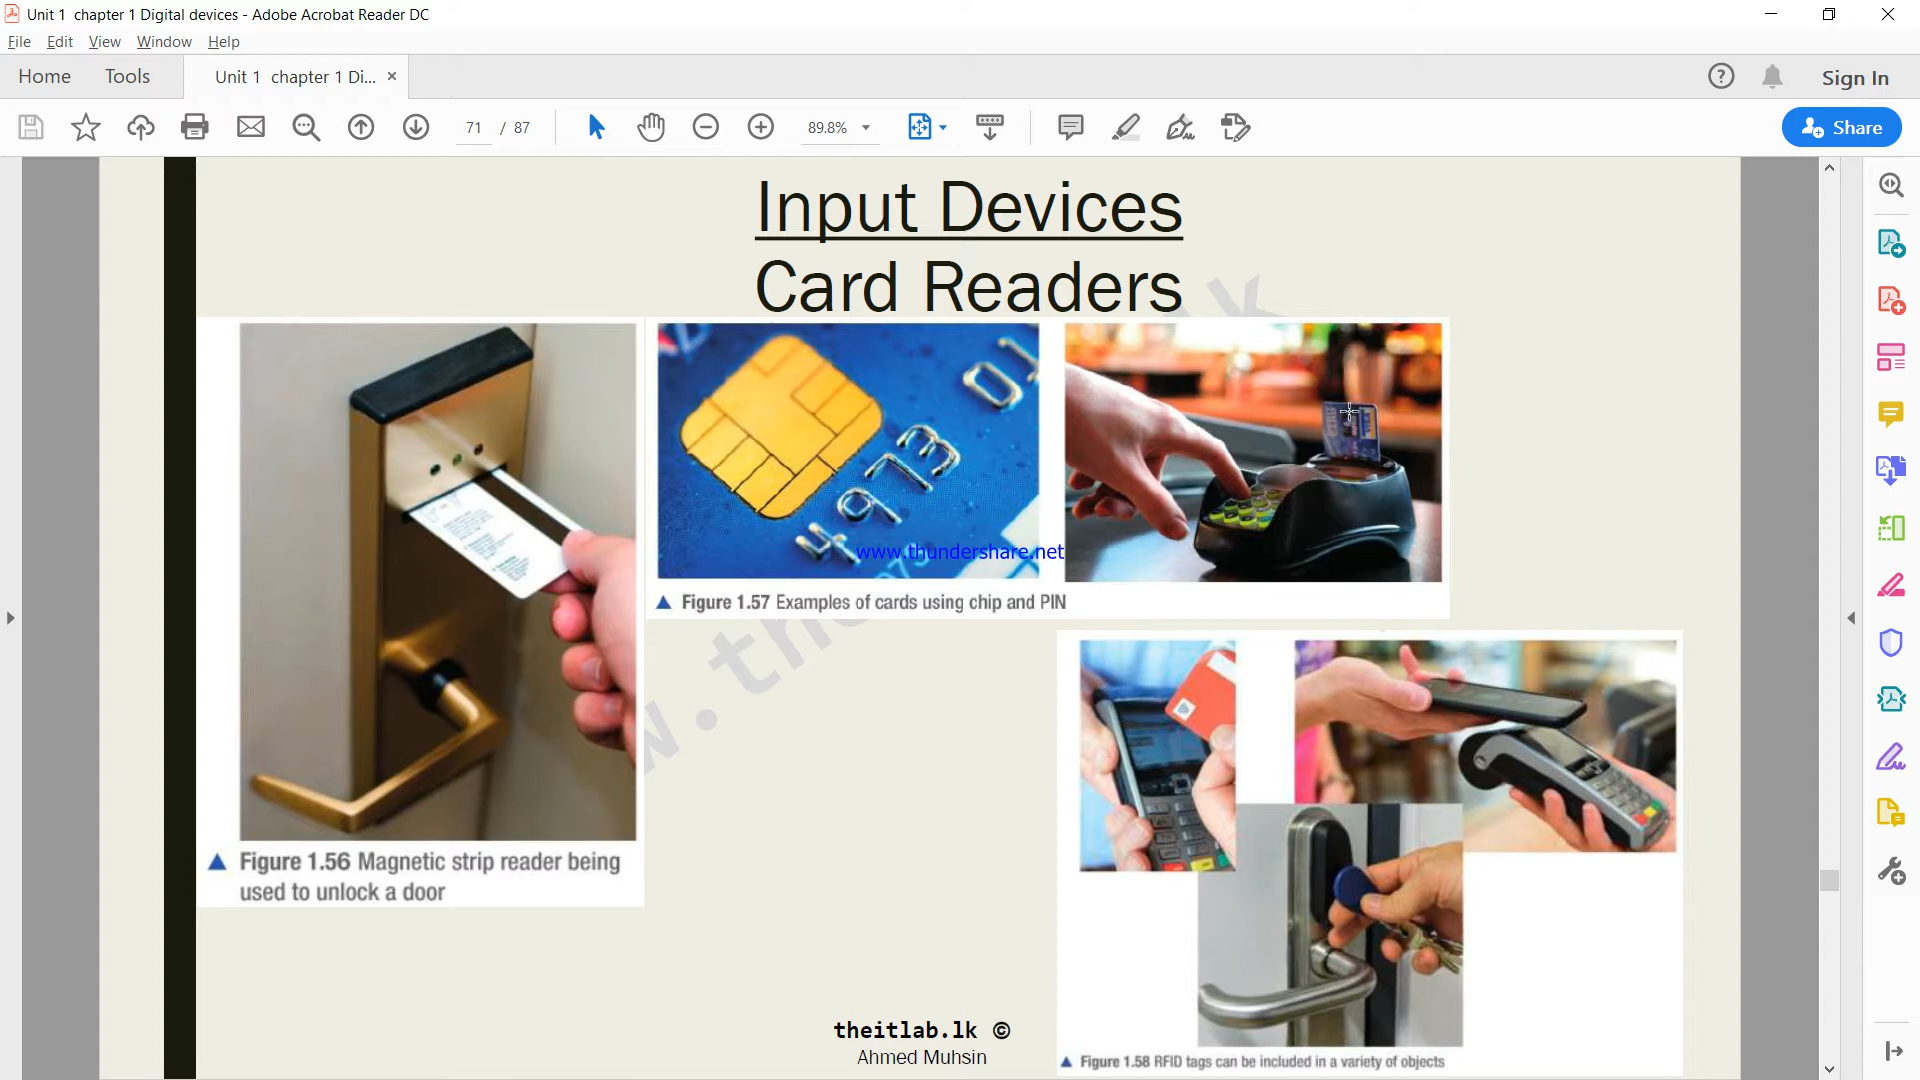 Unit 1  chapter 1 Digital devices - Adobe Acrobat Reader DC
File Edit View Window Help
Home Tools Unit 1  chapter 1 Di... ×
Sign In
71 / 87
89.8%
Share
Input Devices
Card Readers
4973
www.thundershare.net
Figure 1.57 Examples of cards using chip and PIN
Figure 1.56 Magnetic strip reader being
used to unlock a door
theitlab.lk ©
Ahmed Muhsin
Figure 1.58 RFID tags can be included in a variety of objects